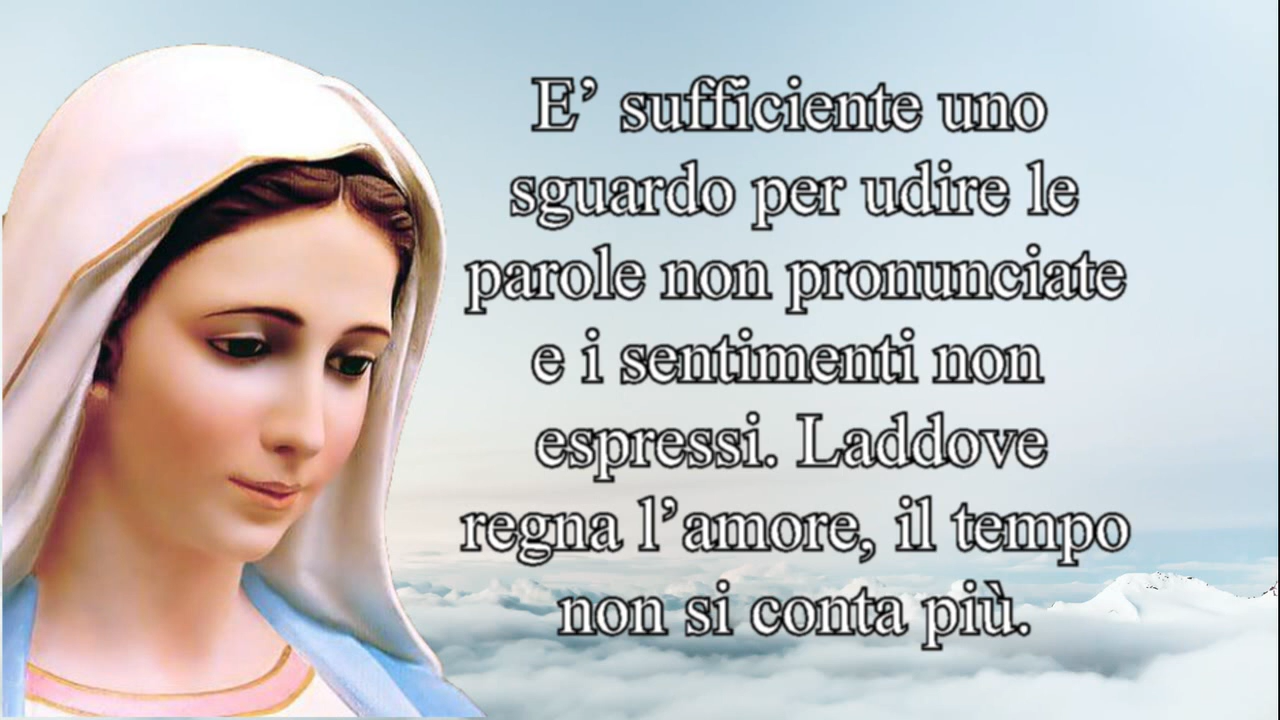 E’ sufficiente uno
sguardo per udire le
parole non pronunciate
e i sentimenti non
espressi. Laddove
regna l’amore, il tempo
non si conta più.